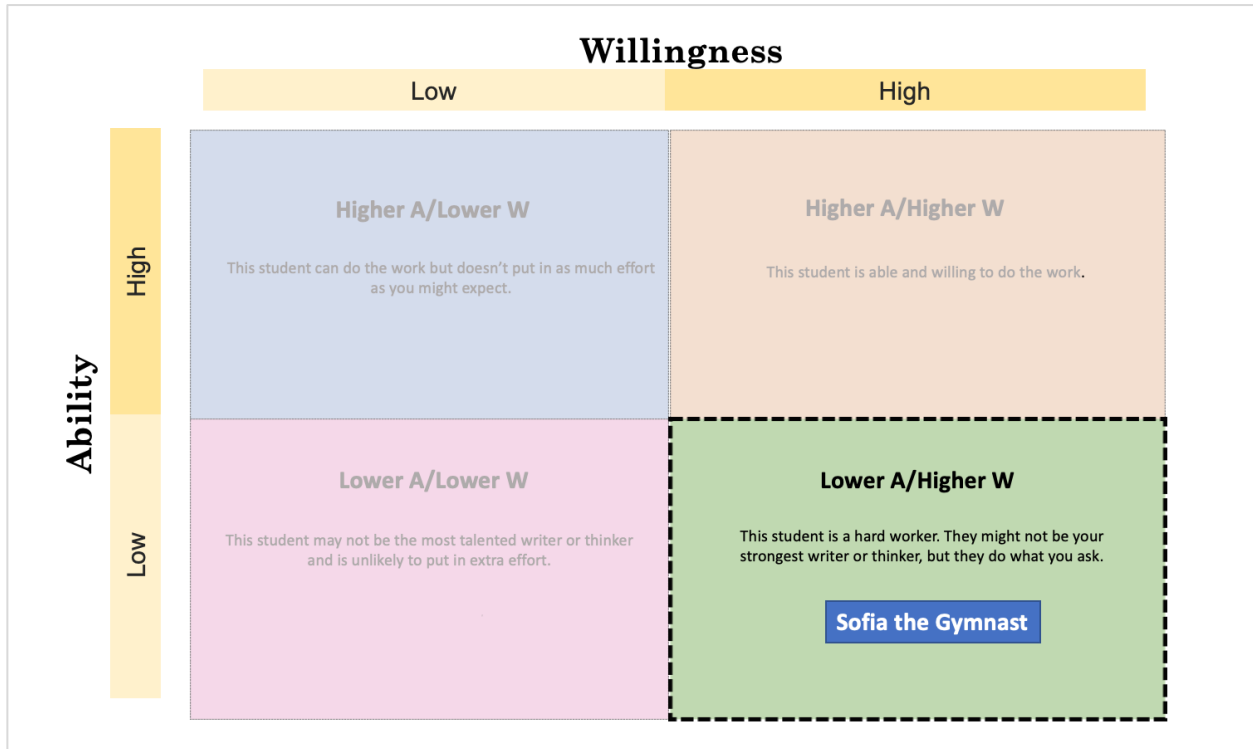 Willingness
Low
High
Ability
High
Low
Higher A/Lower W
This student can do the work but doesn’t put in as much effort
as you might expect.
Higher A/Higher W
This student is able and willing to do the work.
Lower A/Lower W
This student may not be the most talented writer or thinker
and is unlikely to put in extra effort.
Lower A/Higher W
This student is a hard worker. They might not be your
strongest writer or thinker, but they do what you ask.
Sofia the Gymnast